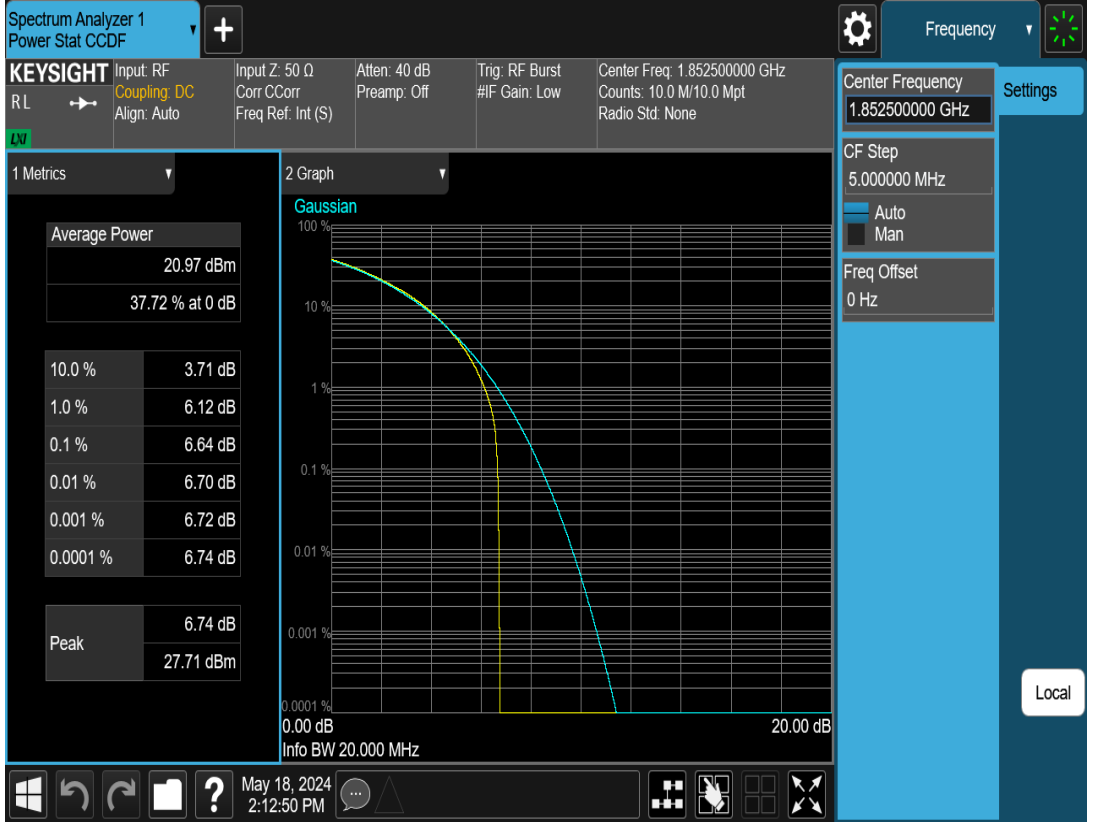 Spectrum Analyzer 1
Power Stat CCDF
+
Frequency
KEYSIGHT
RL
LXI
Input: RF
Coupling: DC
Align: Auto
Input Z: 50 Ω
Corr CCorr
Freq Ref: Int (S)
Atten: 40 dB
Preamp: Off
Trig: RF Burst
#IF Gain: Low
Center Freq: 1.852500000 GHz
Counts: 10.0 M/10.0 Mpt
Radio Std: None
Center Frequency
1.852500000 GHz
Settings
CF Step
5.000000 MHz
Auto
Man
Freq Offset
0 Hz
Local
1 Metrics
Average Power
20.97 dBm
37.72 % at 0 dB
10.0 % 3.71 dB
1.0 % 6.12 dB
0.1 % 6.64 dB
0.01 % 6.70 dB
0.001 % 6.72 dB
0.0001 % 6.74 dB
Peak
6.74 dB
27.71 dBm
2 Graph
Gaussian
100 %
10 %
1 %
0.1 %
0.01 %
0.001 %
0.0001 %
0.00 dB 20.00 dB
Info BW 20.000 MHz
?
May 18, 2024
2:12:50 PM